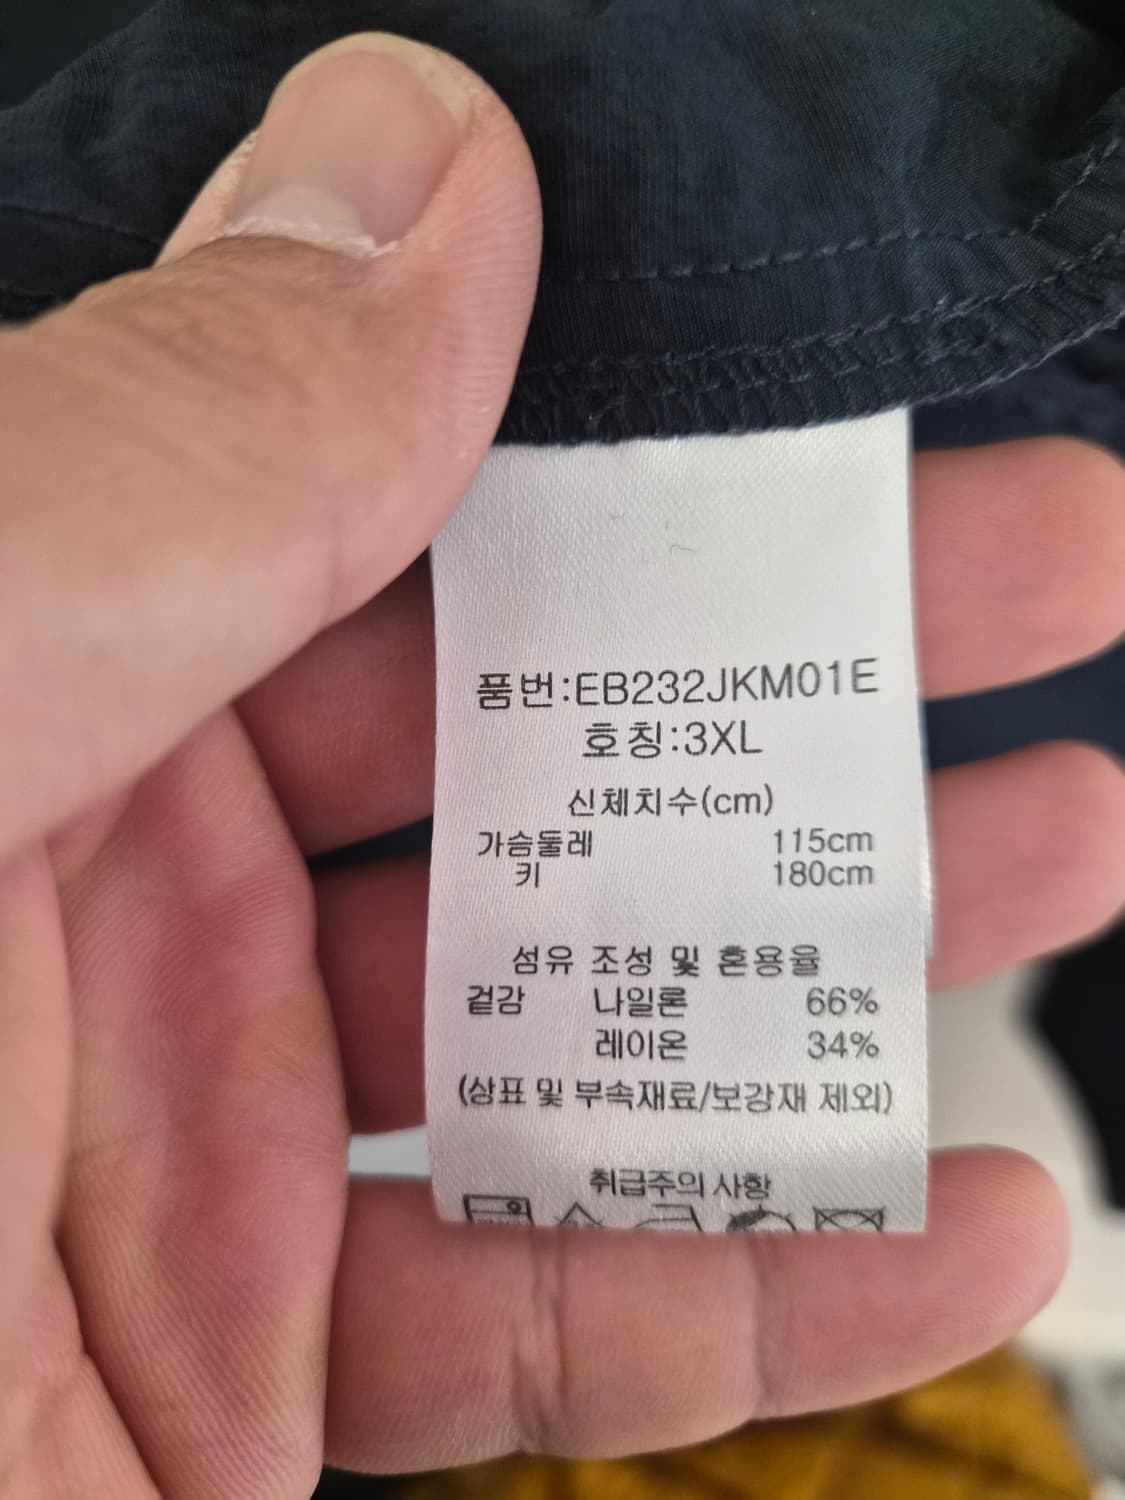 품번:EB232JKM01E
호칭:3XL
신체치수(cm)
가슴둘레 115cm
키 180cm
섬유 조성 및 혼용율
겉감 나일론 66%
레이온 34%
(상표 및 부속재료/보강재 제외)
취급주의 사항